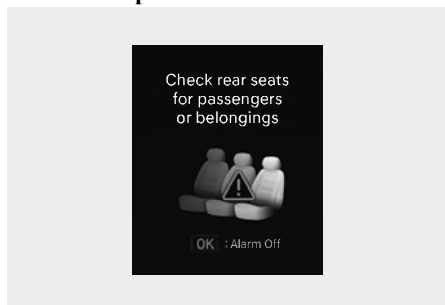 Check rear seats
for passengers
or belongings
OK : Alarm Off